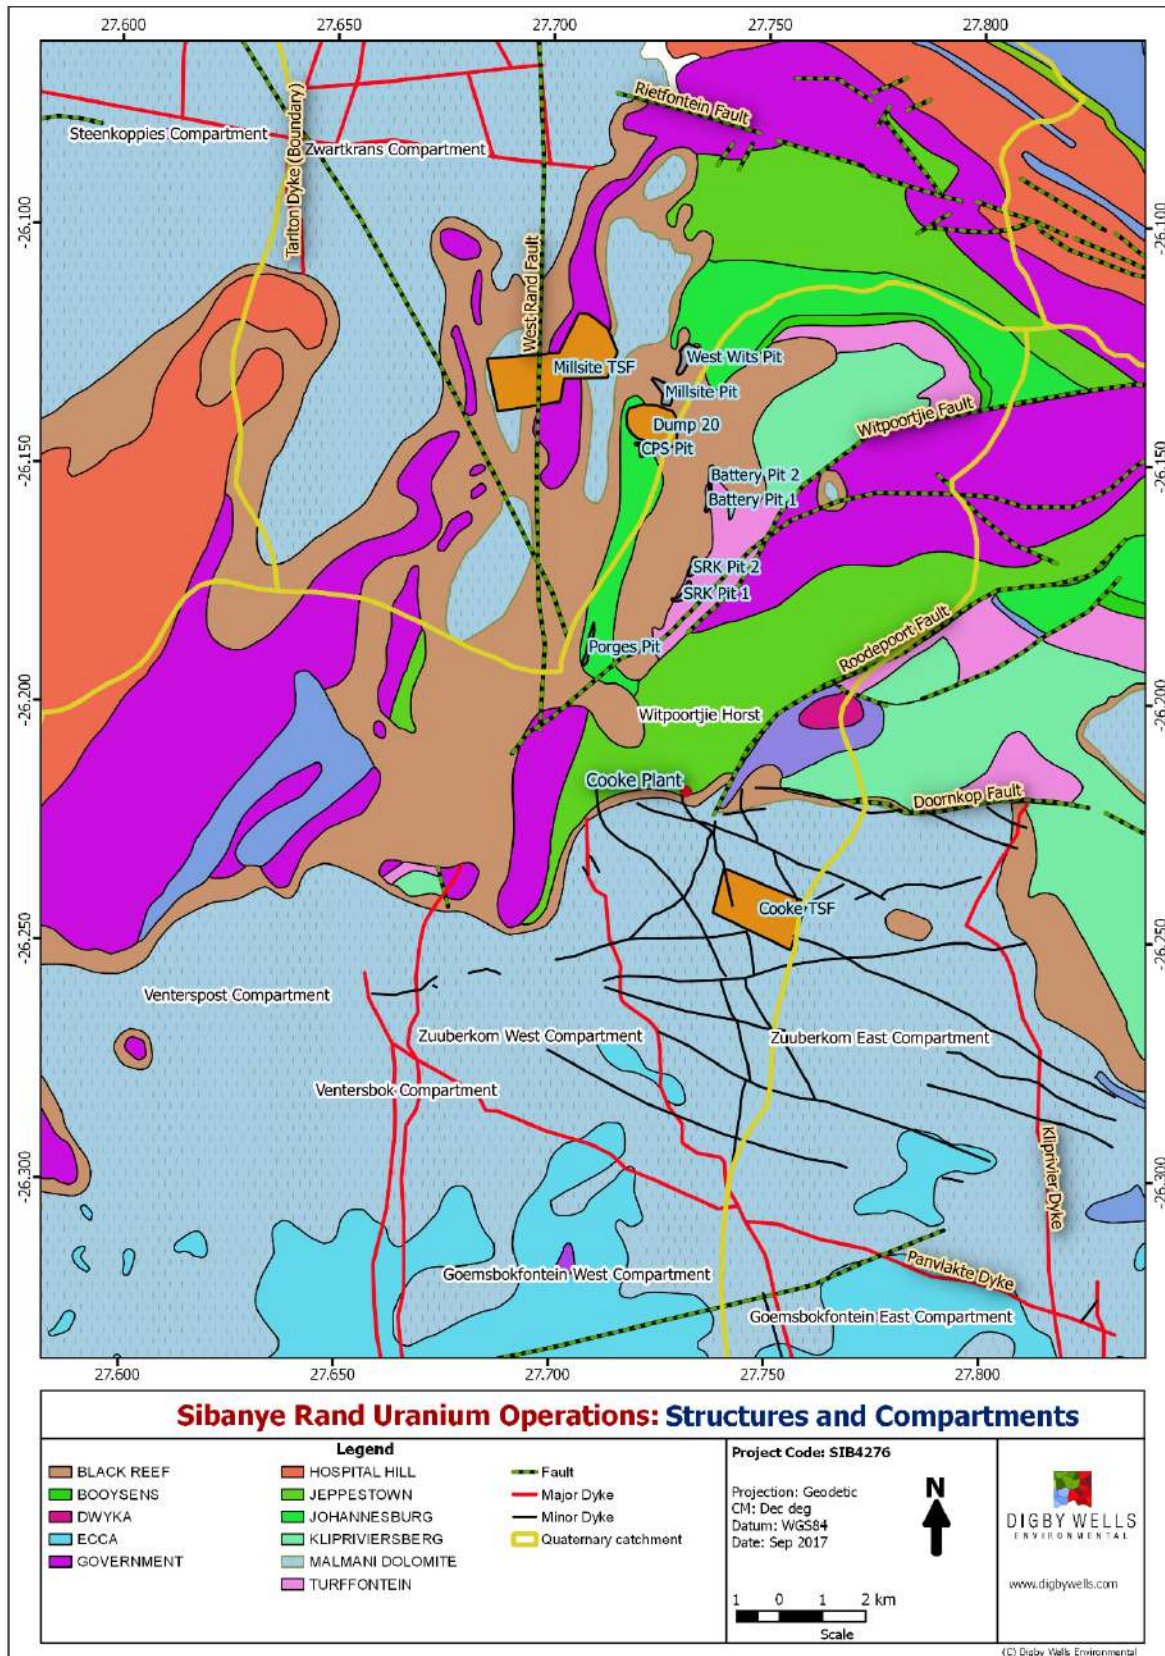 27.600 27.650 27.700 27.750 27.800
Rietfontein Fault
Steenkoppies Compartment
Zwartkrans Compartment
Tarlton Dyke (Boundary)
-26.100 -26.100
West Rand Fault
West Wits Pit
Millsite TSF
Millsite Pit
Dump 20
Witpoortjie Fault
CPS Pit
-26.150 -26.150
Battery Pit 2
Battery Pit 1
SRK Pit 2
SRK Pit 1
Roodepoort Fault
Porges Pit
-26.200 -26.200
Witpoortjie Horst
Cooke Plant
Doornkop Fault
Cooke TSF
-26.250 -26.250
Venterspost Compartment
Zuuberkom West Compartment
Zuuberkom East Compartment
Ventersbok Compartment
Kliprivier Dyke
-26.300 -26.300
Goemsbokfontein West Compartment
Panvlakte Dyke
Goemsbokfontein East Compartment
27.600 27.650 27.700 27.750 27.800
Sibanye Rand Uranium Operations: Structures and Compartments
Legend
BLACK REEF
BOOYSENS
DWYKA
ECCA
GOVERNMENT
HOSPITAL HILL
JEPPESTOWN
JOHANNESBURG
KLIPRIVIERSBERG
MALMANI DOLOMITE
TURFFONTEIN
Fault
Major Dyke
Minor Dyke
Quaternary catchment
Project Code: SIB4276
Projection: Geodetic
CM: Dec deg
Datum: WGS84
Date: Sep 2017
N
1 0 1 2 km
Scale
DIGBY WELLS
ENVIRONMENTAL
www.digbywells.com
(C) Digby Wells Environmental